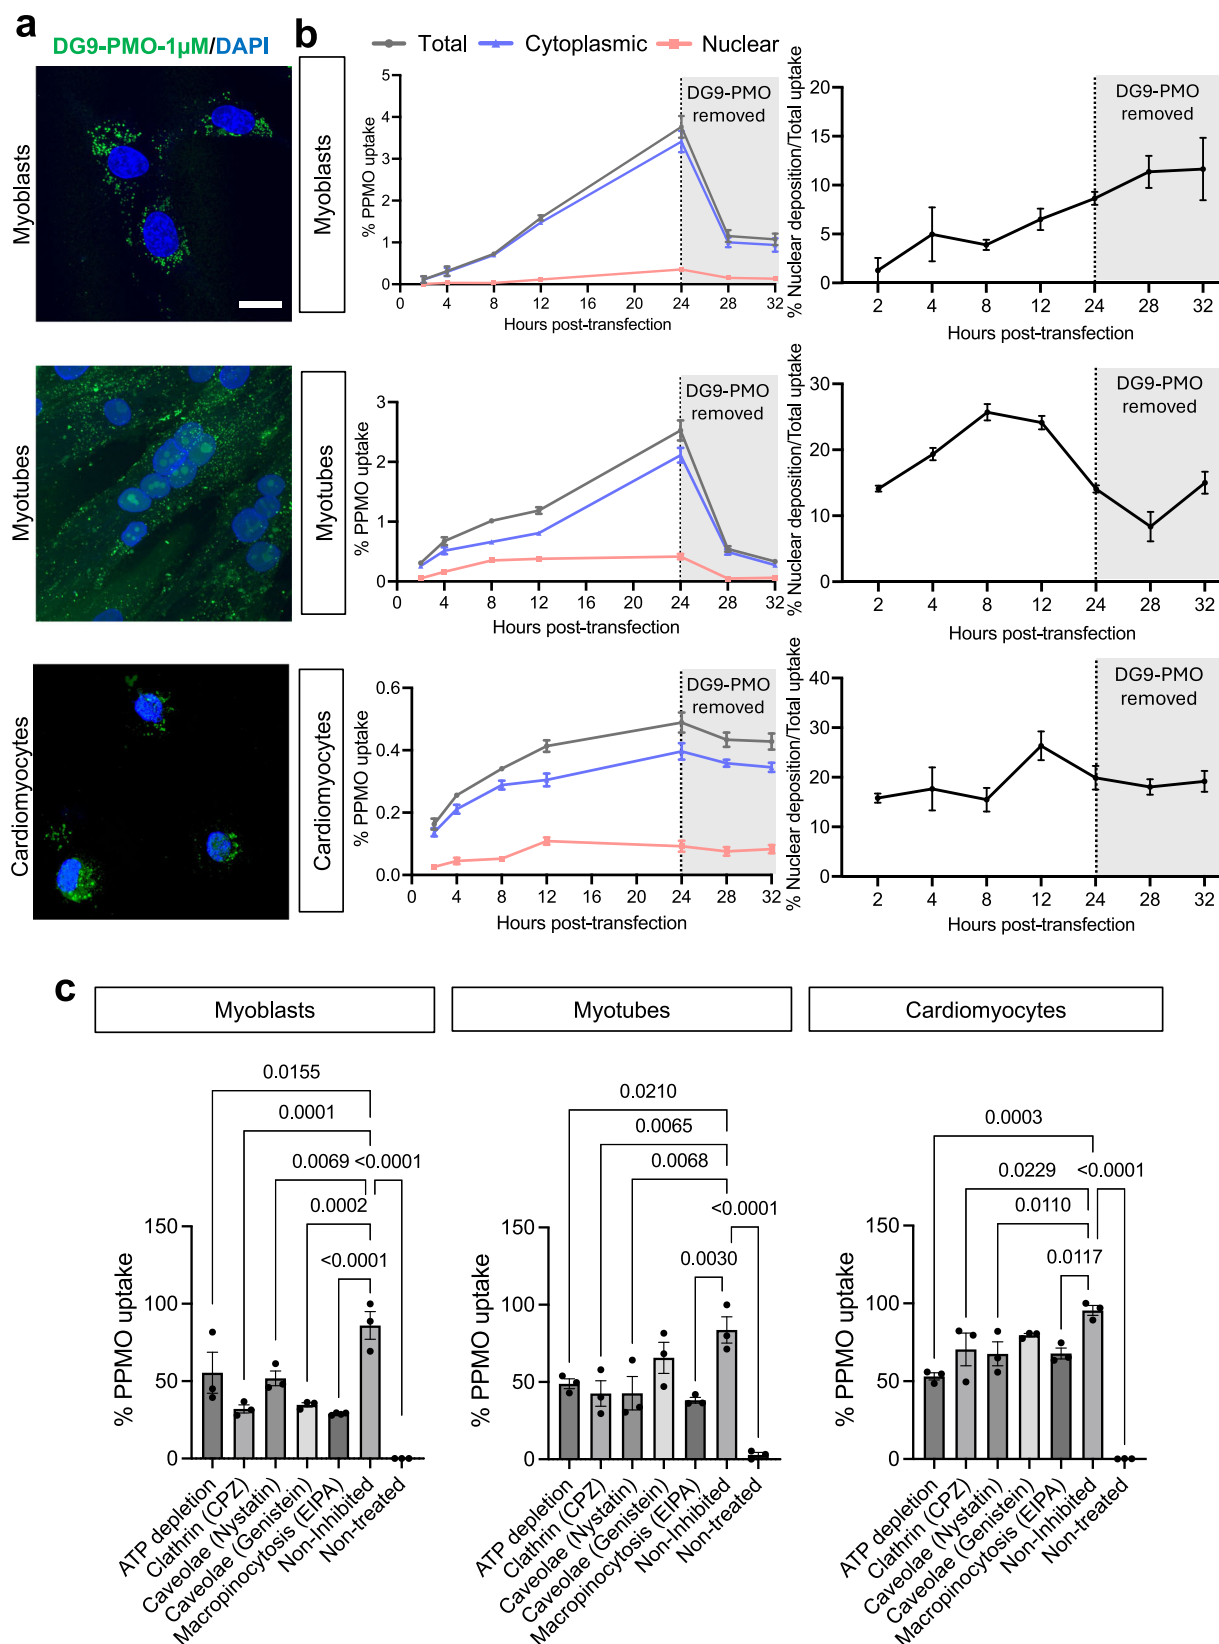 a
DG9-PMO-1µM/DAPI
Myoblasts
Myotubes
Cardiomyocytes
b
Total
Cytoplasmic
Nuclear
Myoblasts
% PPMO uptake
5
4
3
2
1
0
DG9-PMO
removed
0 4 8 12 16 20 24 28 32
Hours post-transfection
% Nuclear deposition/Total uptake
20
15
10
5
0
DG9-PMO
removed
2 4 8 12 24 28 32
Hours post-transfection
Myotubes
% PPMO uptake
3
2
1
0
DG9-PMO
removed
0 4 8 12 16 20 24 28 32
Hours post-transfection
% Nuclear deposition/Total uptake
30
20
10
0
DG9-PMO
removed
2 4 8 12 24 28 32
Hours post-transfection
Cardiomyocytes
% PPMO uptake
0.6
0.4
0.2
0.0
DG9-PMO
removed
0 4 8 12 16 20 24 28 32
Hours post-transfection
% Nuclear deposition/Total uptake
40
30
20
10
0
DG9-PMO
removed
2 4 8 12 24 28 32
Hours post-transfection
c
Myoblasts
0.0155
0.0001
0.0069 <0.0001
0.0002
<0.0001
% PPMO uptake
150
100
50
0
ATP depletion
Clathrin (CPZ)
Caveolae (Nystatin)
Caveolae (Genistein)
Macropinocytosis (EIPA)
Non-Inhibited
Non-treated
Myotubes
0.0210
0.0065
0.0068
<0.0001
0.0030
% PPMO uptake
150
100
50
0
ATP depletion
Clathrin (CPZ)
Caveolae (Nystatin)
Caveolae (Genistein)
Macropinocytosis (EIPA)
Non-Inhibited
Non-treated
Cardiomyocytes
0.0003
0.0229 <0.0001
0.0110
0.0117
% PPMO uptake
150
100
50
0
ATP depletion
Clathrin (CPZ)
Caveolae (Nystatin)
Caveolae (Genistein)
Macropinocytosis (EIPA)
Non-Inhibited
Non-treated